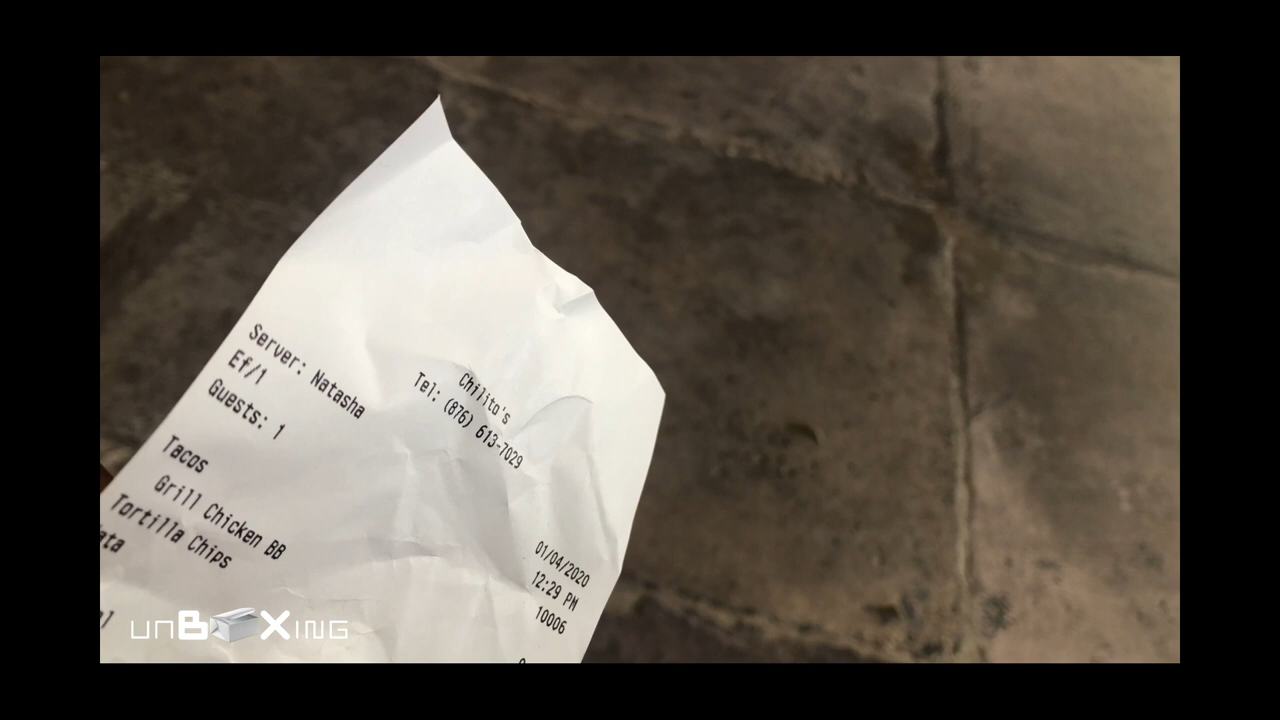 Chilito's
Tel: (876) 613-7029
Server: Natasha
01/04/2020
Ef/1
12:29 PM
Guests: 1
10006
Tacos
Grill Chicken BB
Tortilla Chips
unBOXING